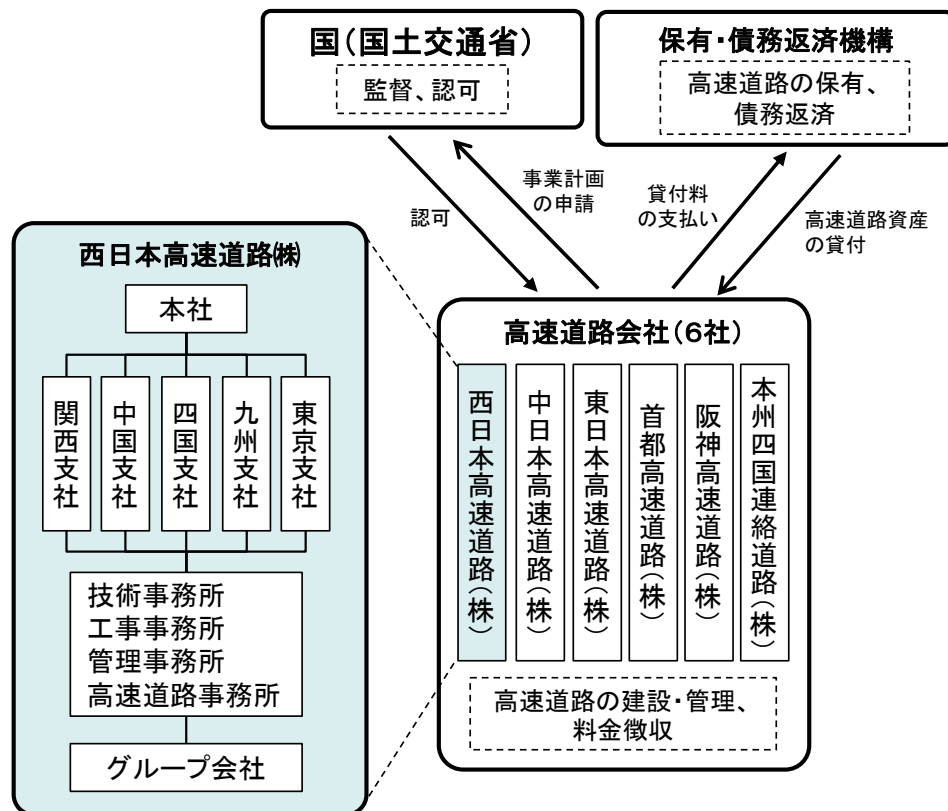 国(国土交通省)
監督、認可
保有・債務返済機構
高速道路の保有、
債務返済
認可
事業計画
の申請
貸付料
の支払い
高速道路資産
の貸付
西日本高速道路㈱
本社
関西支社
中国支社
四国支社
九州支社
東京支社
技術事務所
工事事務所
管理事務所
高速道路事務所
グループ会社
高速道路会社(6社)
西日本高速道路(株)
中日本高速道路(株)
東日本高速道路(株)
首都高速道路(株)
阪神高速道路(株)
本州四国連絡道路(株)
高速道路の建設・管理、
料金徴収